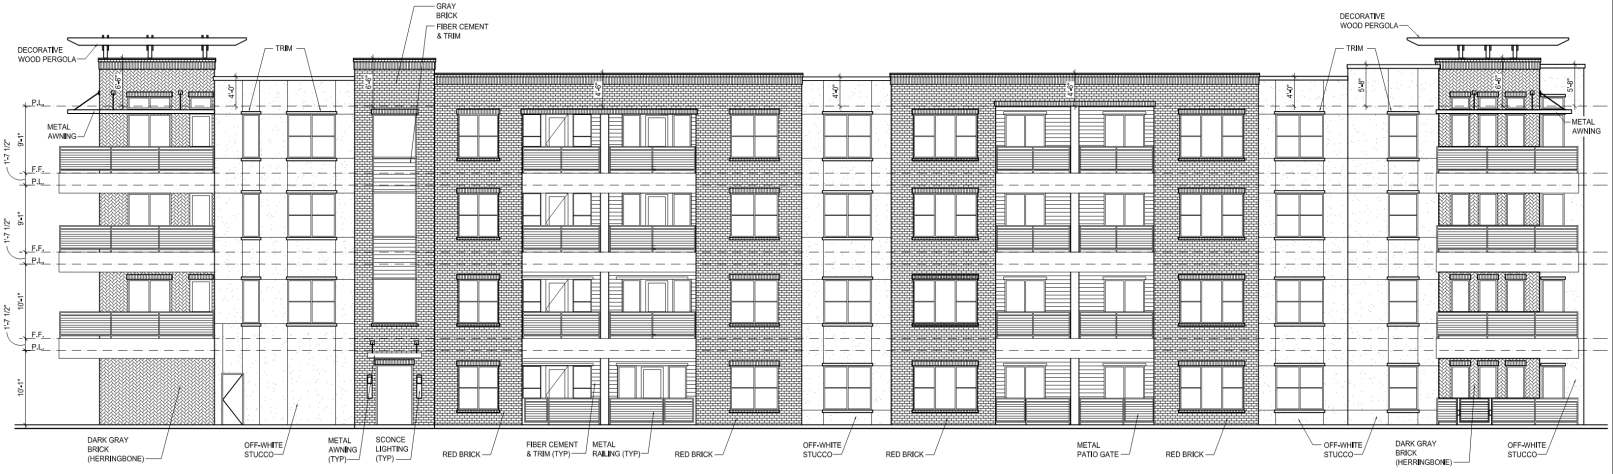 GRAY
BRICK
FIBER CEMENT
& TRIM
DECORATIVE
WOOD PERGOLA
TRIM
DECORATIVE
WOOD PERGOLA
TRIM
6'-6"
4'-0"
6'-6"
4'-6"
4'-0"
4'-6"
4'-0"
5'-8"
6'-6"
5'-8"
P.L.
METAL
AWNING
METAL
AWNING
9'-1"
1'-7 1/2"
F.F.
P.L.
9'-1"
1'-7 1/2"
F.F.
P.L.
10'-1"
1'-7 1/2"
F.F.
P.L.
10'-1"
DARK GRAY
BRICK
(HERRINGBONE)
OFF-WHITE
STUCCO
METAL
AWNING
(TYP)
SCONCE
LIGHTING
(TYP)
RED BRICK
FIBER CEMENT
& TRIM (TYP)
METAL
RAILING (TYP)
RED BRICK
OFF-WHITE
STUCCO
RED BRICK
METAL
PATIO GATE
RED BRICK
OFF-WHITE
STUCCO
DARK GRAY
BRICK
(HERRINGBONE)
OFF-WHITE
STUCCO